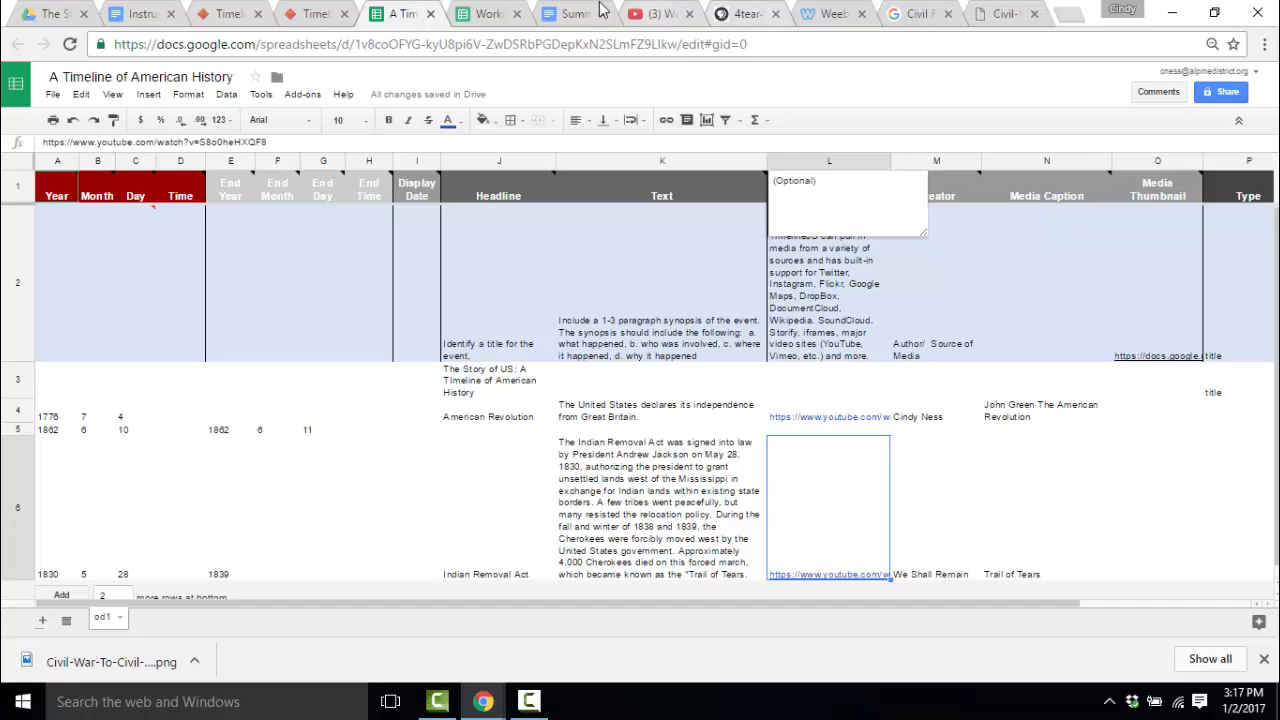 The S
Instruc
Timel
Timel
A Tim
Worki
Summ
(3) W
4tear-
Weeb
Civil F
Civil-
Cindy
https://docs.google.com/spreadsheets/d/1v8coOFYG-kyU8pi6V-ZwDSRbPGDepKxN2SLmFZ9LIkw/edit#gid=0
A Timeline of American History
cness@alpinedistrict.org
File Edit View Insert Format Data Tools Add-ons Help All changes saved in Drive
Comments
Share
$ % .0 .00 123 Arial 10 B I S A
fx https://www.youtube.com/watch?v=S8o0heHXQF8
A B C D E F G H I J K L M N O P
1 Year Month Day Time End Year End Month End Day End Time Display Date Headline Text eator Media Caption Media Thumbnail Type
(Optional)
2
media from a variety of
sources and has built-in
support for Twitter,
Instagram, Flickr, Google
Maps, DropBox,
DocumentCloud,
Wikipedia, SoundCloud,
Storify, iframes, major
video sites (YouTube,
Vimeo, etc.) and more.
Include a 1-3 paragraph synopsis of the event.
The synopsis should include the following: a.
what happened, b. who was involved, c. where
it happened, d. why it happened
Identify a title for the
event,
Author/ Source of
Media
https://docs.google.
title
3
The Story of US: A
TImeline of American
History
title
4 1776 7 4 American Revolution
The United States declares its independence
from Great Britain.
https://www.youtube.com/w
Cindy Ness
John Green The American
Revolution
5 1862 6 10 1862 6 11
6
The Indian Removal Act was signed into law
by President Andrew Jackson on May 28,
1830, authorizing the president to grant
unsettled lands west of the Mississippi in
exchange for Indian lands within existing state
borders. A few tribes went peacefully, but
many resisted the relocation policy. During the
fall and winter of 1838 and 1839, the
Cherokees were forcibly moved west by the
United States government. Approximately
4,000 Cherokees died on this forced march,
which became known as the "Trail of Tears.
1830 5 28 1839 Indian Removal Act
https://www.youtube.com/w
We Shall Remain
Trail of Tears
Add 2 more rows at bottom.
od1
Civil-War-To-Civil-....png
Show all
Search the web and Windows
3:17 PM
1/2/2017